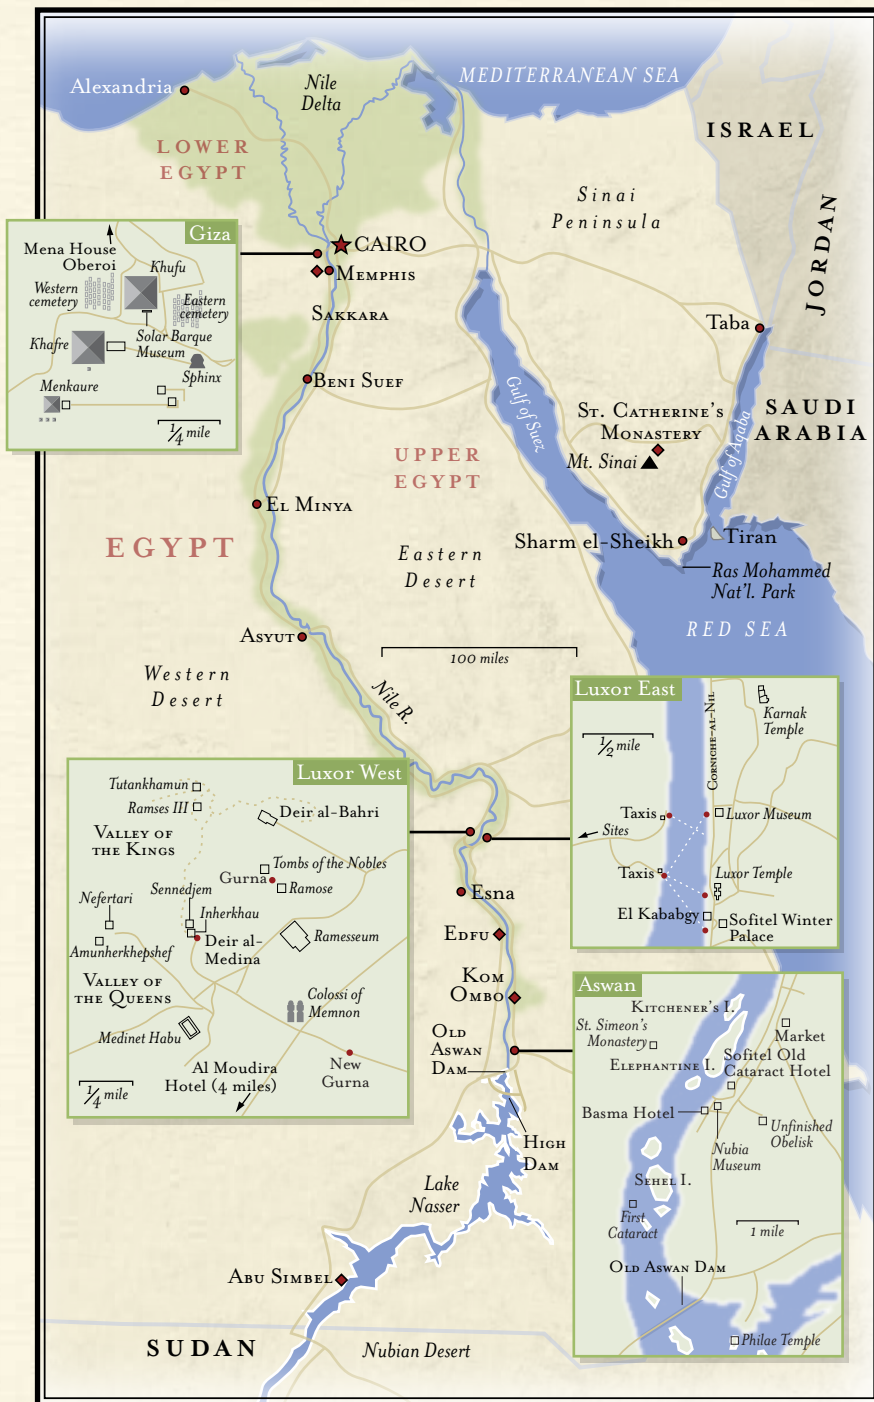 MEDITERRANEAN SEA
Alexandria
Nile
Delta
ISRAEL
LOWER
EGYPT
Sinai
Peninsula
JORDAN
Giza
Mena House
Oberoi
Khufu
Western
cemetery
Eastern
cemetery
Khafre
Solar Barque
Museum
Sphinx
Menkaure
1/4 mile
CAIRO
MEMPHIS
SAKKARA
Taba
BENI SUEF
Gulf of Suez
ST. CATHERINE'S
MONASTERY
Mt. Sinai
Gulf of Aqaba
SAUDI
ARABIA
UPPER
EGYPT
EL MINYA
EGYPT
Eastern
Desert
Sharm el-Sheikh
Tiran
Ras Mohammed
Nat'l. Park
RED SEA
ASYUT
100 miles
Western
Desert
Nile R.
Luxor East
CORNICHE-AL-NIL
Karnak
Temple
1/2 mile
Taxis
Luxor Museum
Sites
Taxis
Luxor Temple
El Kababgy
Sofitel Winter
Palace
Luxor West
Tutankhamun
Ramses III
Deir al-Bahri
VALLEY OF
THE KINGS
Tombs of the Nobles
Gurna
Ramose
Nefertari
Sennedjem
Inherkhau
Amunherkhepshef
Deir al-
Medina
Ramesseum
VALLEY
OF THE QUEENS
Colossi of
Memnon
Medinet Habu
1/4 mile
Al Moudira
Hotel (4 miles)
New
Gurna
Esna
EDFU
KOM
OMBO
OLD
ASWAN
DAM
HIGH
DAM
Aswan
KITCHENER'S I.
St. Simeon's
Monastery
Market
ELEPHANTINE I.
Sofitel Old
Cataract Hotel
Basma Hotel
Unfinished
Obelisk
Nubia
Museum
SEHEL I.
First
Cataract
1 mile
OLD ASWAN DAM
Philae Temple
Lake
Nasser
ABU SIMBEL
SUDAN
Nubian Desert